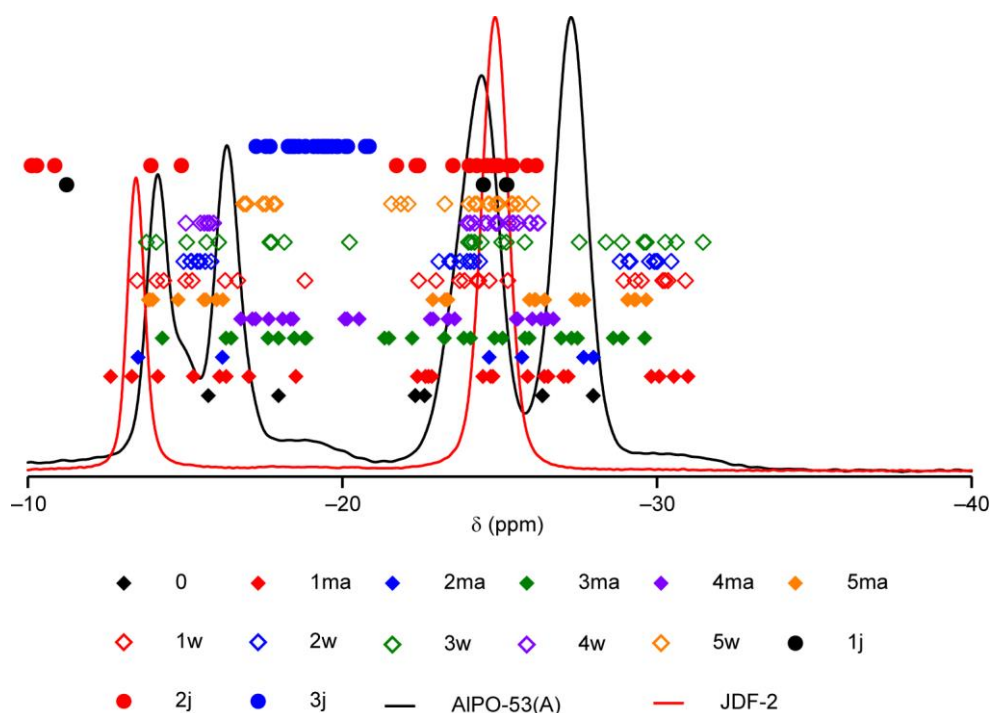 –10 –20 –30 –40
δ (ppm)
0 1ma 2ma 3ma 4ma 5ma
1w 2w 3w 4w 5w 1j
2j 3j AlPO-53(A) JDF-2